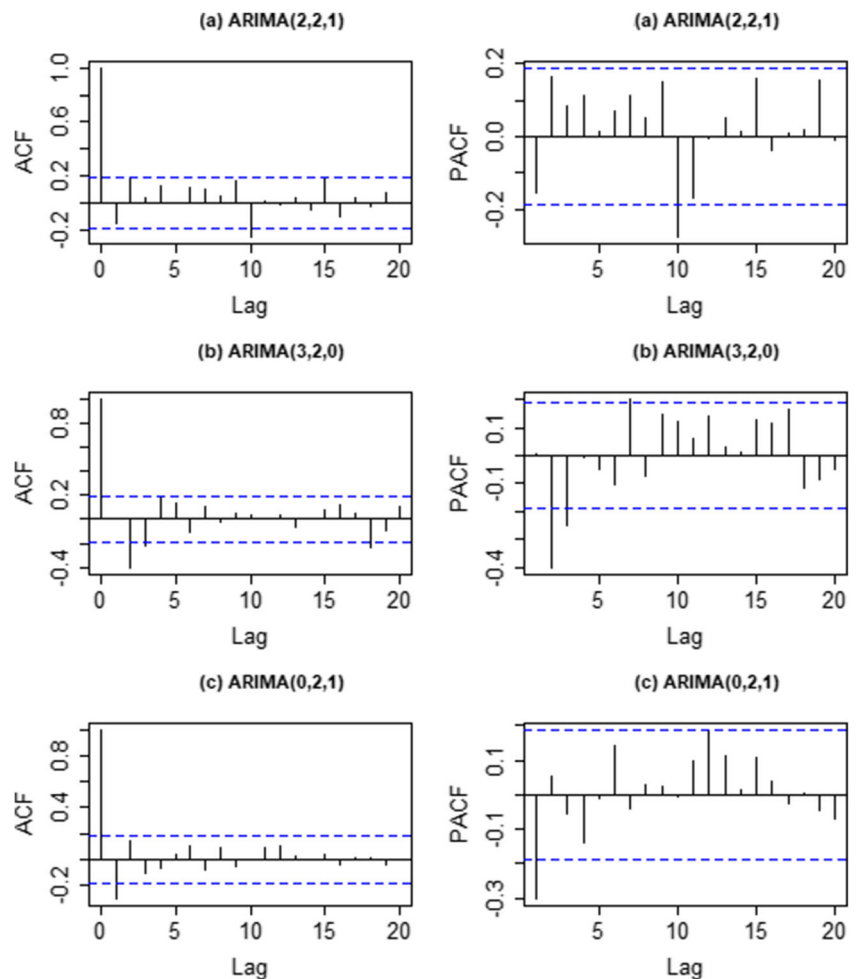 (a) ARIMA(2,2,1)
ACF
1.0
0.6
0.2
-0.2
0 5 10 15 20
Lag
(a) ARIMA(2,2,1)
PACF
0.2
0.0
-0.2
5 10 15 20
Lag
(b) ARIMA(3,2,0)
ACF
0.8
0.2
-0.4
0 5 10 15 20
Lag
(b) ARIMA(3,2,0)
PACF
0.1
-0.1
-0.4
5 10 15 20
Lag
(c) ARIMA(0,2,1)
ACF
0.8
0.4
-0.2
0 5 10 15 20
Lag
(c) ARIMA(0,2,1)
PACF
0.1
-0.1
-0.3
5 10 15 20
Lag